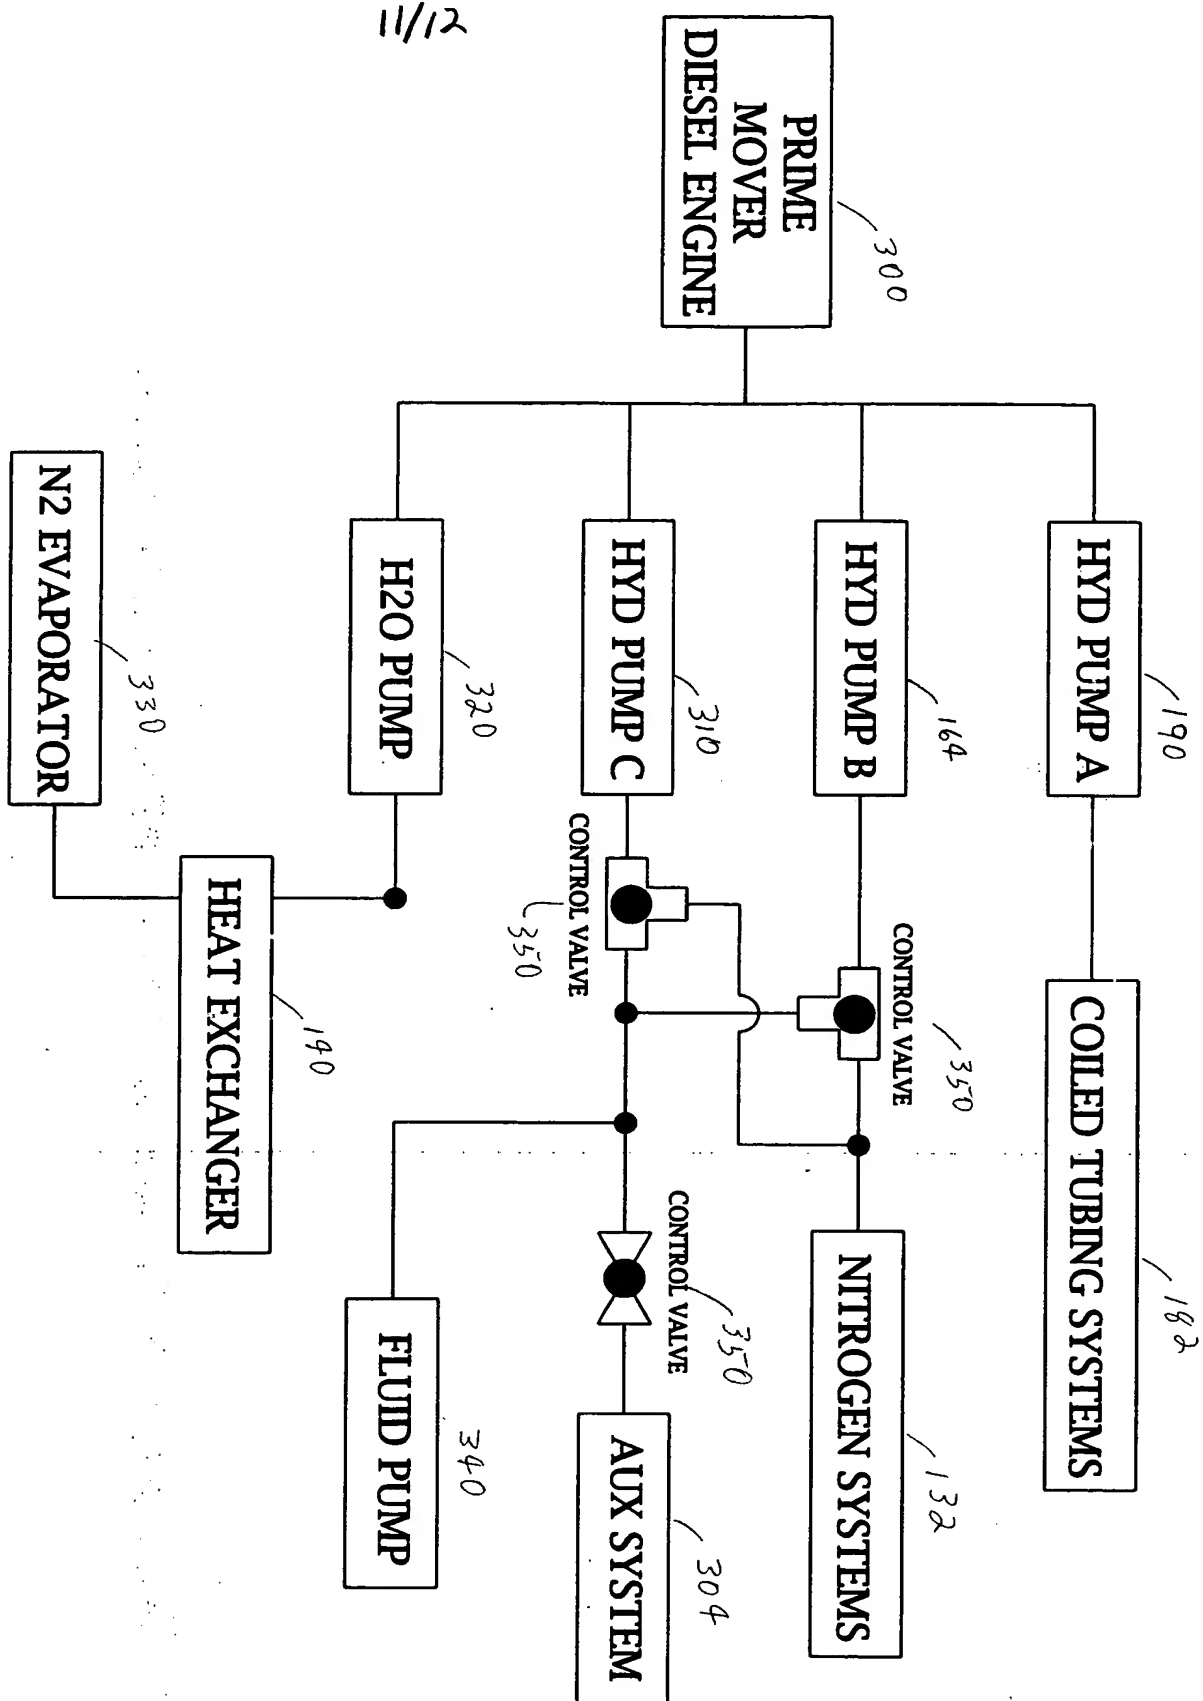 11/12
PRIME
MOVER
DIESEL ENGINE
300
HYD PUMP A
190
COILED TUBING SYSTEMS
182
HYD PUMP B
164
CONTROL VALVE
350
NITROGEN SYSTEMS
132
HYD PUMP C
310
CONTROL VALVE
350
CONTROL VALVE
350
AUX SYSTEM
304
H2O PUMP
320
FLUID PUMP
340
HEAT EXCHANGER
140
N2 EVAPORATOR
330